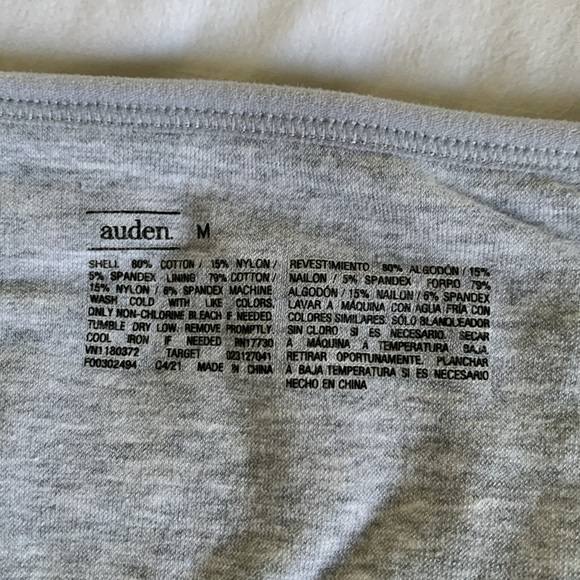 auden.
M
SHELL 80% COTTON / 15% NYLON /
5% SPANDEX LINING 79% COTTON /
15% NYLON / 6% SPANDEX MACHINE
WASH COLD WITH LIKE COLORS.
ONLY NON-CHLORINE BLEACH IF NEEDED.
TUMBLE DRY LOW. REMOVE PROMPTLY.
COOL IRON IF NEEDED RN17730
VN1180372 TARGET 023127041
F00302494 Q4/21 MADE IN CHINA
REVESTIMIENTO 80% ALGODÓN / 15%
NAILON / 5% SPANDEX FORRO 79%
ALGODÓN / 15% NAILON / 6% SPANDEX
LAVAR A MÁQUINA CON AGUA FRÍA CON
COLORES SIMILARES. SÓLO BLANQUEADOR
SIN CLORO SI ES NECESARIO. SECAR
A MÁQUINA A TEMPERATURA BAJA.
RETIRAR OPORTUNAMENTE. PLANCHAR
A BAJA TEMPERATURA SI ES NECESARIO
HECHO EN CHINA